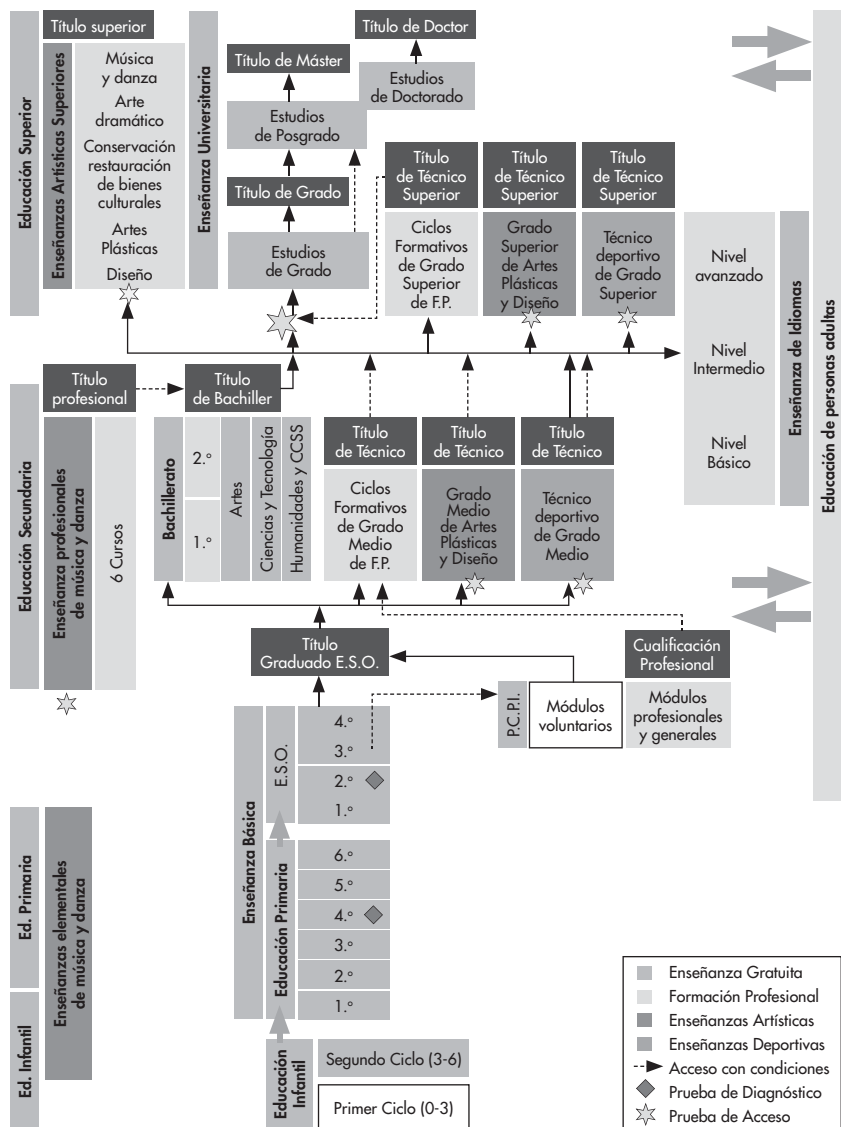 Educación Superior
Título superior
Enseñanzas Artísticas Superiores
Música
y danza
Arte
dramático
Conservación
restauración
de bienes
culturales
Artes
Plásticas
Diseño
Enseñanza Universitaria
Título de Doctor
Estudios
de Doctorado
Título de Máster
Estudios
de Posgrado
Título de Grado
Estudios
de Grado
Título
de Técnico
Superior
Ciclos
Formativos
de Grado
Superior
de F.P.
Título
de Técnico
Superior
Grado
Superior
de Artes
Plásticas
y Diseño
Título
de Técnico
Superior
Técnico
deportivo
de Grado
Superior
Nivel
avanzado
Nivel
Intermedio
Nivel
Básico
Enseñanza de Idiomas
Educación de personas adultas
Educación Secundaria
Título
profesional
Enseñanza profesionales
de música y danza
6 Cursos
Título
de Bachiller
Bachillerato
2.º
1.º
Artes
Ciencias y Tecnología
Humanidades y CCSS
Título
de Técnico
Ciclos
Formativos
de Grado
Medio
de F.P.
Título
de Técnico
Grado
Medio
de Artes
Plásticas
y Diseño
Título
de Técnico
Técnico
deportivo
de Grado
Medio
Título
Graduado E.S.O.
Cualificación
Profesional
P.C.P.I.
Módulos
voluntarios
Módulos
profesionales
y generales
Enseñanza Básica
E.S.O.
4.º
3.º
2.º
1.º
Educación Primaria
6.º
5.º
4.º
3.º
2.º
1.º
Ed. Primaria
Ed. Infantil
Enseñanzas elementales
de música y danza
Educación
Infantil
Segundo Ciclo (3-6)
Primer Ciclo (0-3)
Enseñanza Gratuita
Formación Profesional
Enseñanzas Artísticas
Enseñanzas Deportivas
Acceso con condiciones
Prueba de Diagnóstico
Prueba de Acceso